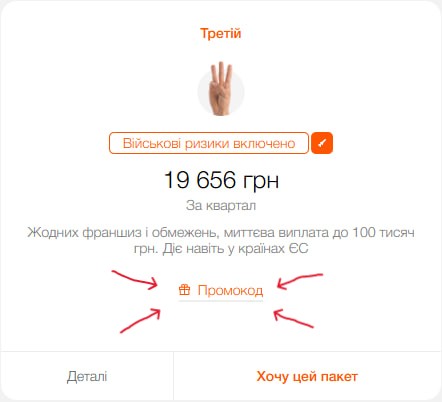 Третій
Військові ризики включено
19 656 грн
За квартал
Жодних франшиз і обмежень, миттєва виплата до 100 тисяч
грн. Діє навіть у країнах ЄС
Промокод
Деталі
Хочу цей пакет